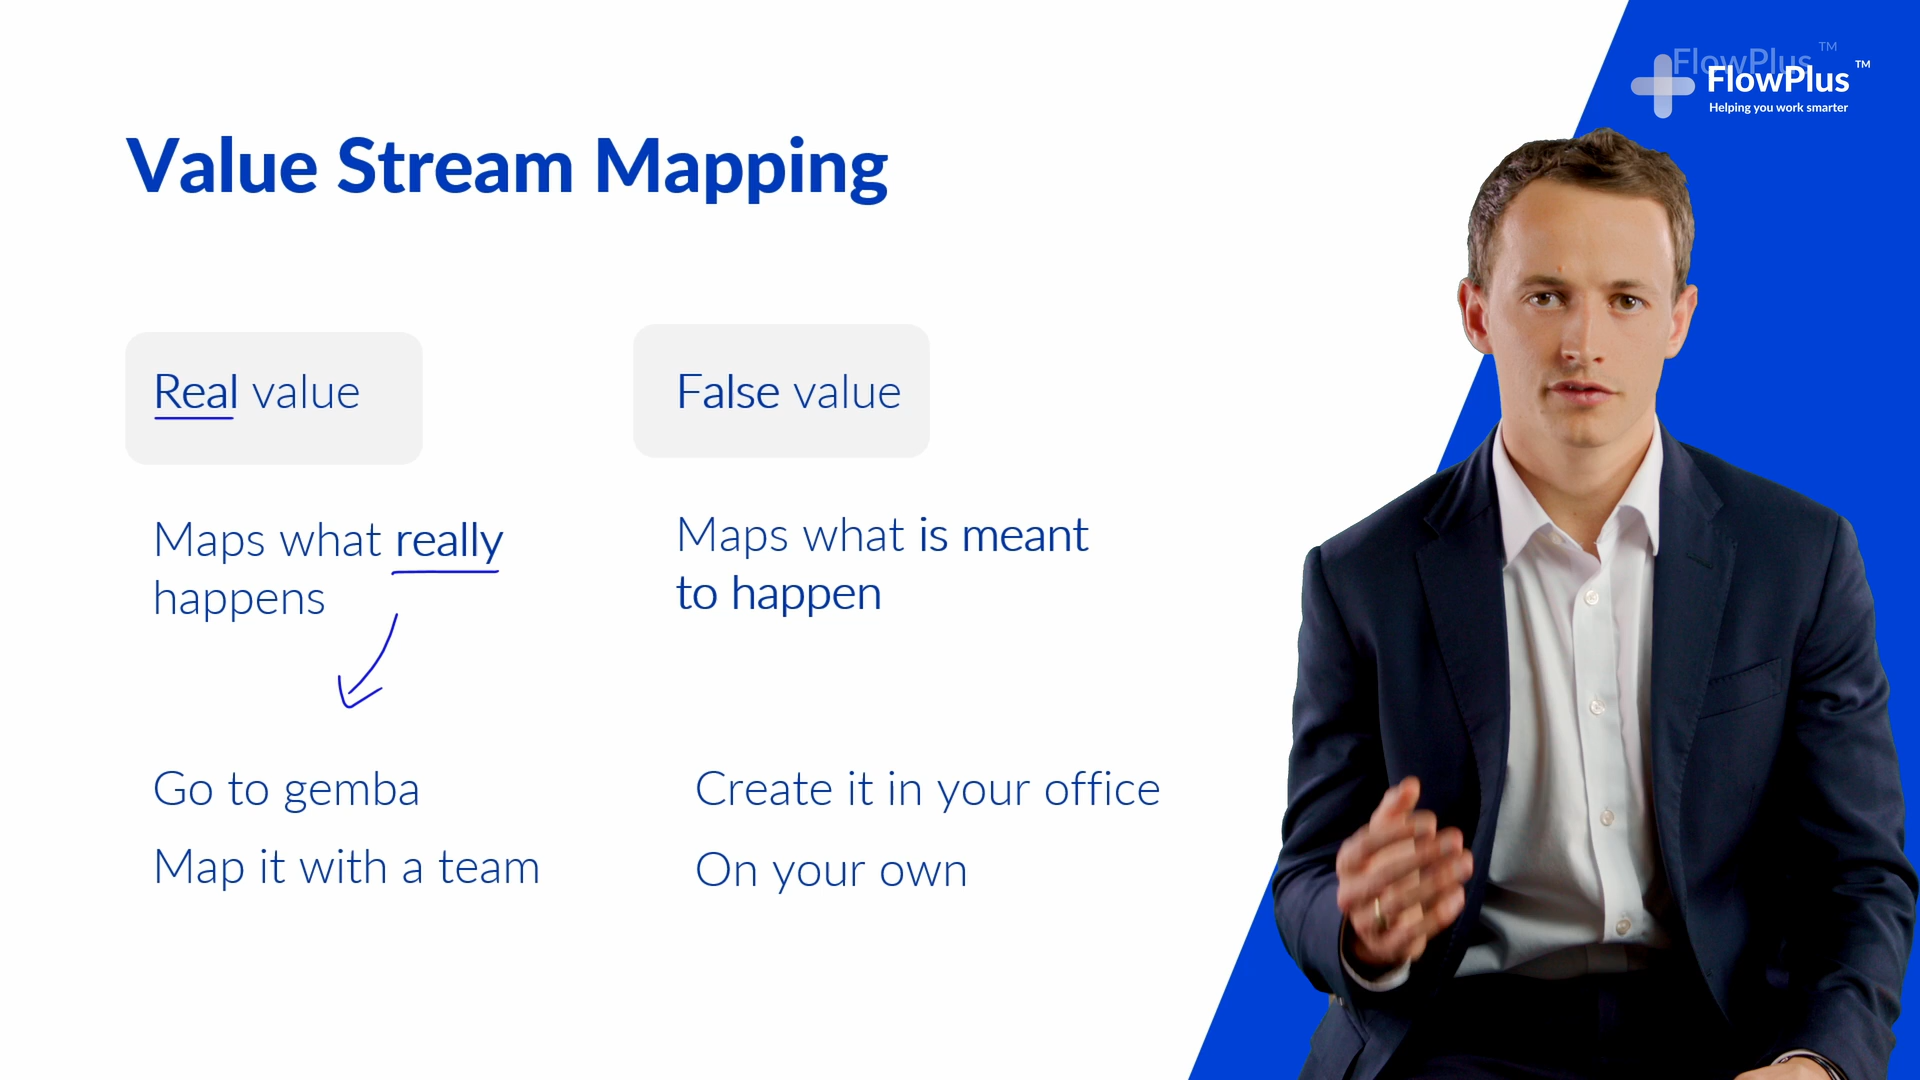 FlowPlus™
FlowPlus™
Helping you work smarter
Value Stream Mapping
Real value
False value
Maps what really
happens
Maps what is meant
to happen
Go to gemba
Create it in your office
Map it with a team
On your own